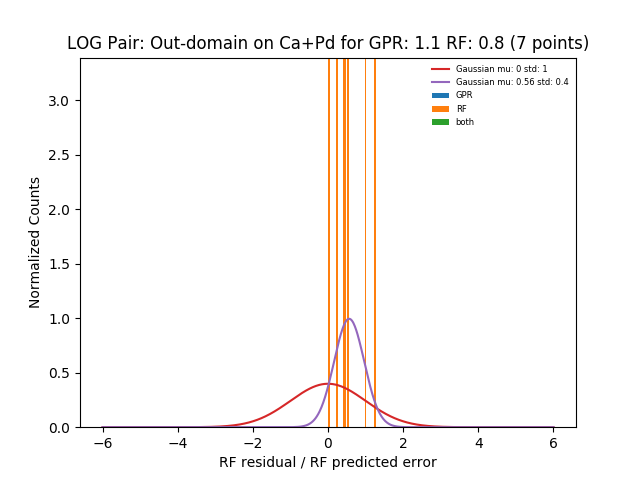 LOG Pair: Out-domain on Ca+Pd for GPR: 1.1 RF: 0.8 (7 points)
Gaussian mu: 0 std: 1
Gaussian mu: 0.56 std: 0.4
GPR
RF
both
Normalized Counts
3.0
2.5
2.0
1.5
1.0
0.5
0.0
−6 −4 −2 0 2 4 6
RF residual / RF predicted error